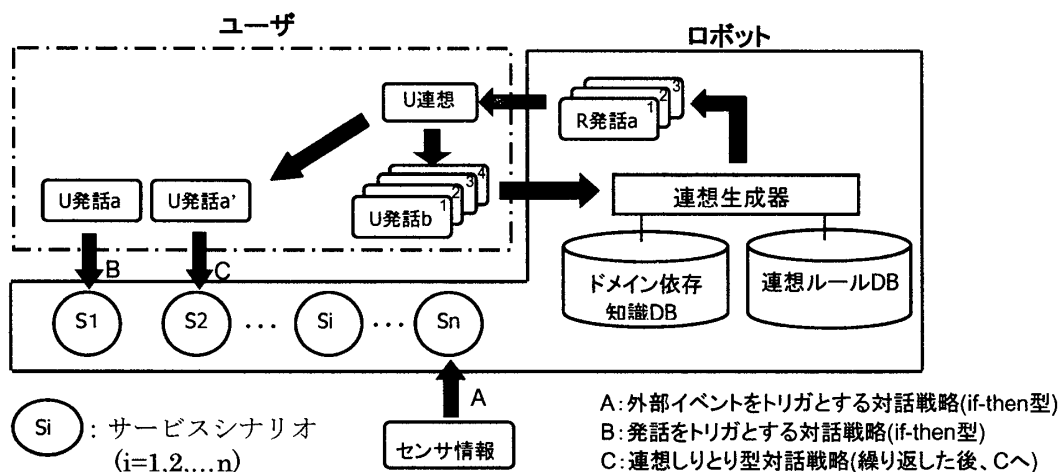 ユーザ
ロボット
U連想
R発話a
1
2
3
U発話a
U発話a'
U発話b
1
2
3
4
連想生成器
ドメイン依存
知識DB
連想ルールDB
B
C
S1
S2
...
Si
...
Sn
A
センサ情報
Si
: サービスシナリオ
(i=1,2,...n)
A:外部イベントをトリガとする対話戦略(if-then型)
B:発話をトリガとする対話戦略(if-then型)
C:連想しりとり型対話戦略(繰り返した後、Cへ)